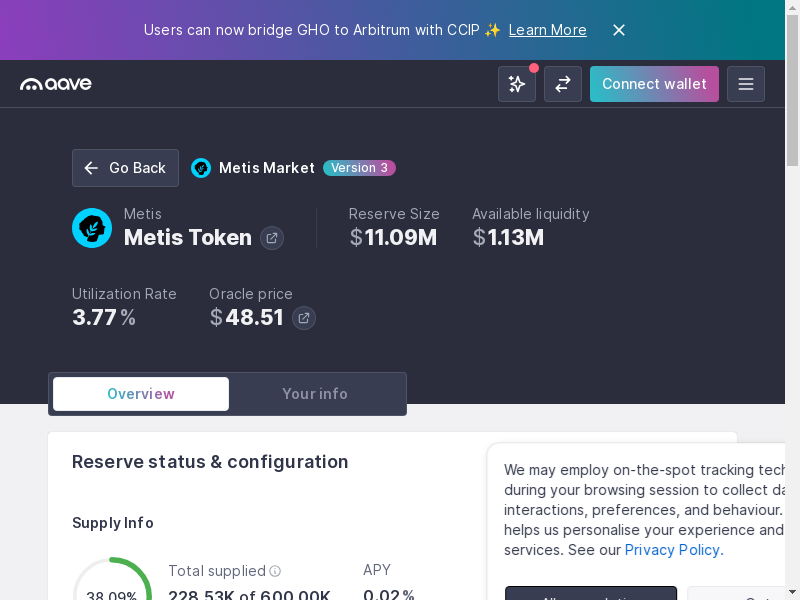 Users can now bridge GHO to Arbitrum with CCIP ✨ Learn More
aave
Connect wallet
Go Back
Metis Market
Version 3
Metis
Metis Token
Reserve Size
$11.09M
Available liquidity
$1.13M
Utilization Rate
3.77%
Oracle price
$48.51
Overview
Your info
Reserve status & configuration
We may employ on-the-spot tracking
during your browsing session to collect
interactions, preferences, and behaviour.
helps us personalise your experience and
services. See our Privacy Policy.
Supply Info
38.09%
Total supplied
228.53K of 600.00K
APY
0.02%